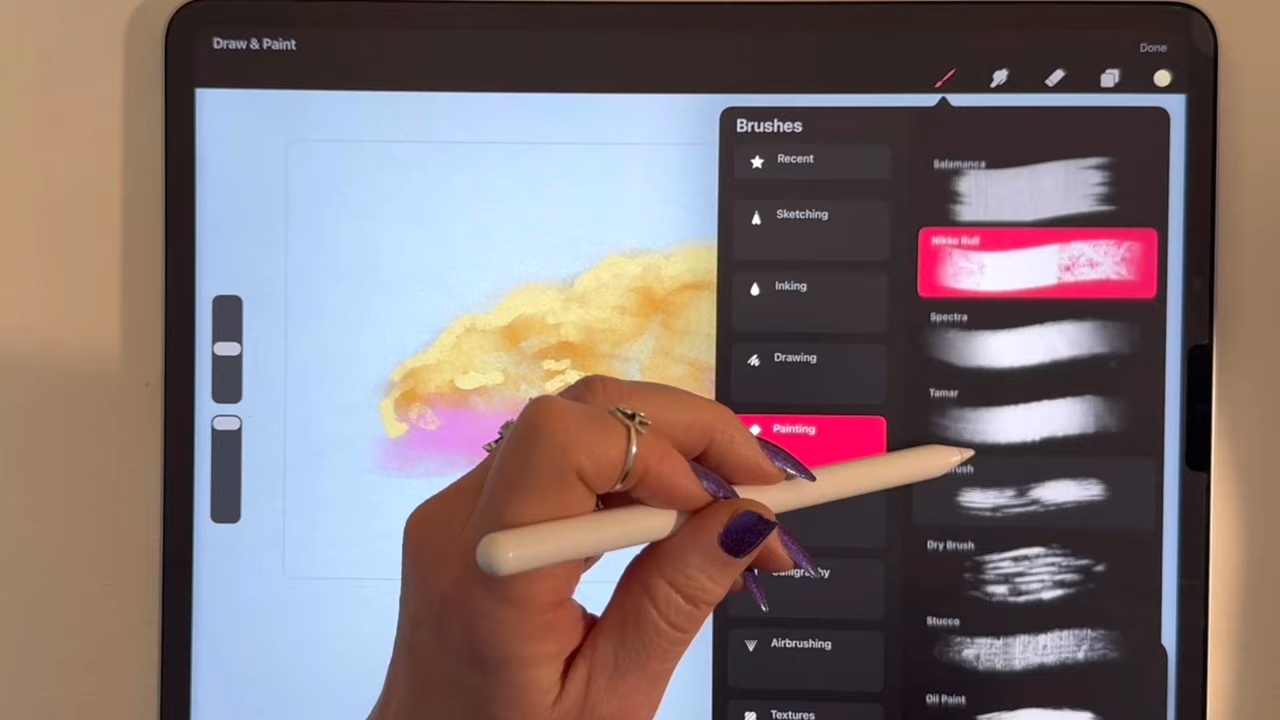 Draw & Paint
Done
Brushes
Recent
Sketching
Inking
Drawing
Painting
Calligraphy
Airbrushing
Textures
Salamanca
Nikko Rull
Spectra
Tamar
Dry Brush
Stucco
Oil Paint